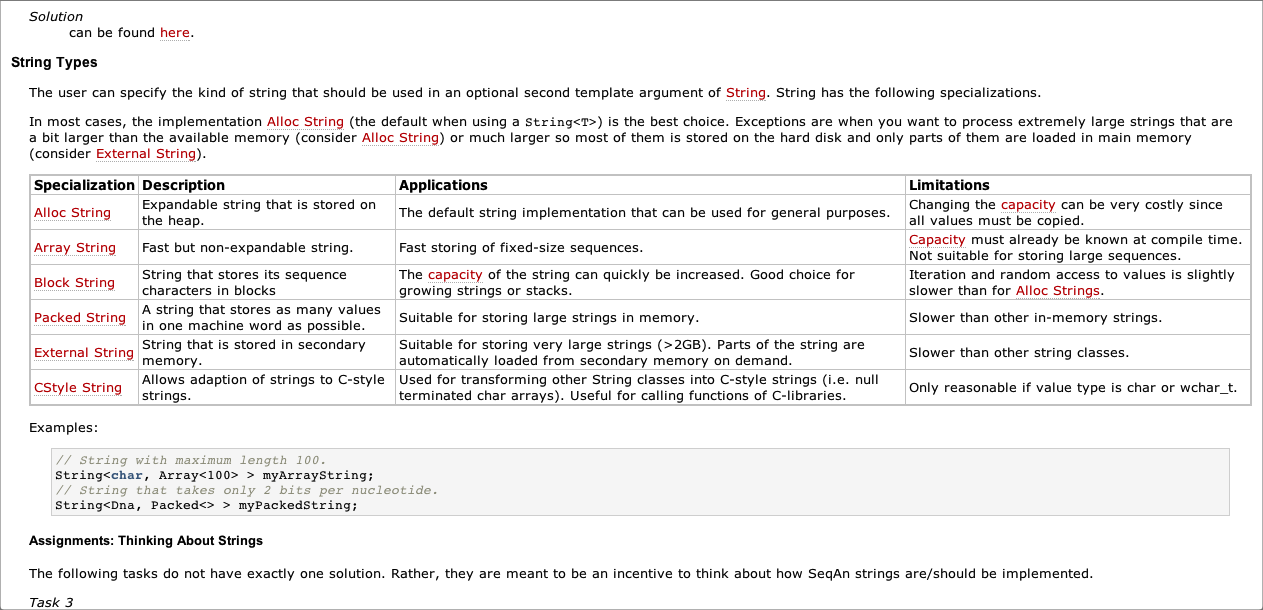 Solution
can be found here.
String Types
The user can specify the kind of string that should be used in an optional second template argument of String. String has the following specializations.
In most cases, the implementation Alloc String (the default when using a String<T>) is the best choice. Exceptions are when you want to process extremely large strings that are
a bit larger than the available memory (consider Alloc String) or much larger so most of them is stored on the hard disk and only parts of them are loaded in main memory
(consider External String).
Specialization Description Applications Limitations
Alloc String
Expandable string that is stored on
the heap.
The default string implementation that can be used for general purposes.
Changing the capacity can be very costly since
all values must be copied.
Array String
Fast but non-expandable string.
Fast storing of fixed-size sequences.
Capacity must already be known at compile time.
Not suitable for storing large sequences.
Block String
String that stores its sequence
characters in blocks
The capacity of the string can quickly be increased. Good choice for
growing strings or stacks.
Iteration and random access to values is slightly
slower than for Alloc Strings.
Packed String
A string that stores as many values
in one machine word as possible.
Suitable for storing large strings in memory.
Slower than other in-memory strings.
External String
String that is stored in secondary
memory.
Suitable for storing very large strings (>2GB). Parts of the string are
automatically loaded from secondary memory on demand.
Slower than other string classes.
CStyle String
Allows adaption of strings to C-style
strings.
Used for transforming other String classes into C-style strings (i.e. null
terminated char arrays). Useful for calling functions of C-libraries.
Only reasonable if value type is char or wchar_t.
Examples:
// String with maximum length 100.
String<char, Array<100> > myArrayString;
// String that takes only 2 bits per nucleotide.
String<Dna, Packed<> > myPackedString;
Assignments: Thinking About Strings
The following tasks do not have exactly one solution. Rather, they are meant to be an incentive to think about how SeqAn strings are/should be implemented.
Task 3